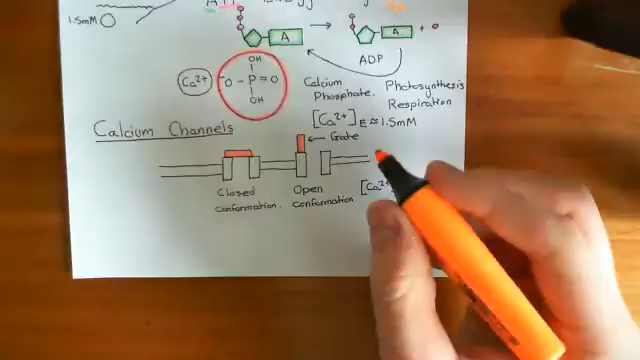 1.5mM
A
A
ADP
Ca²⁺
OH
⁻O-P=O
OH
Calcium
Phosphate.
Photosynthesis
Respiration
[Ca²⁺]E ≈ 1.5mM
Calcium Channels
Gate
Closed
conformation.
Open
conformation
[Ca²⁺